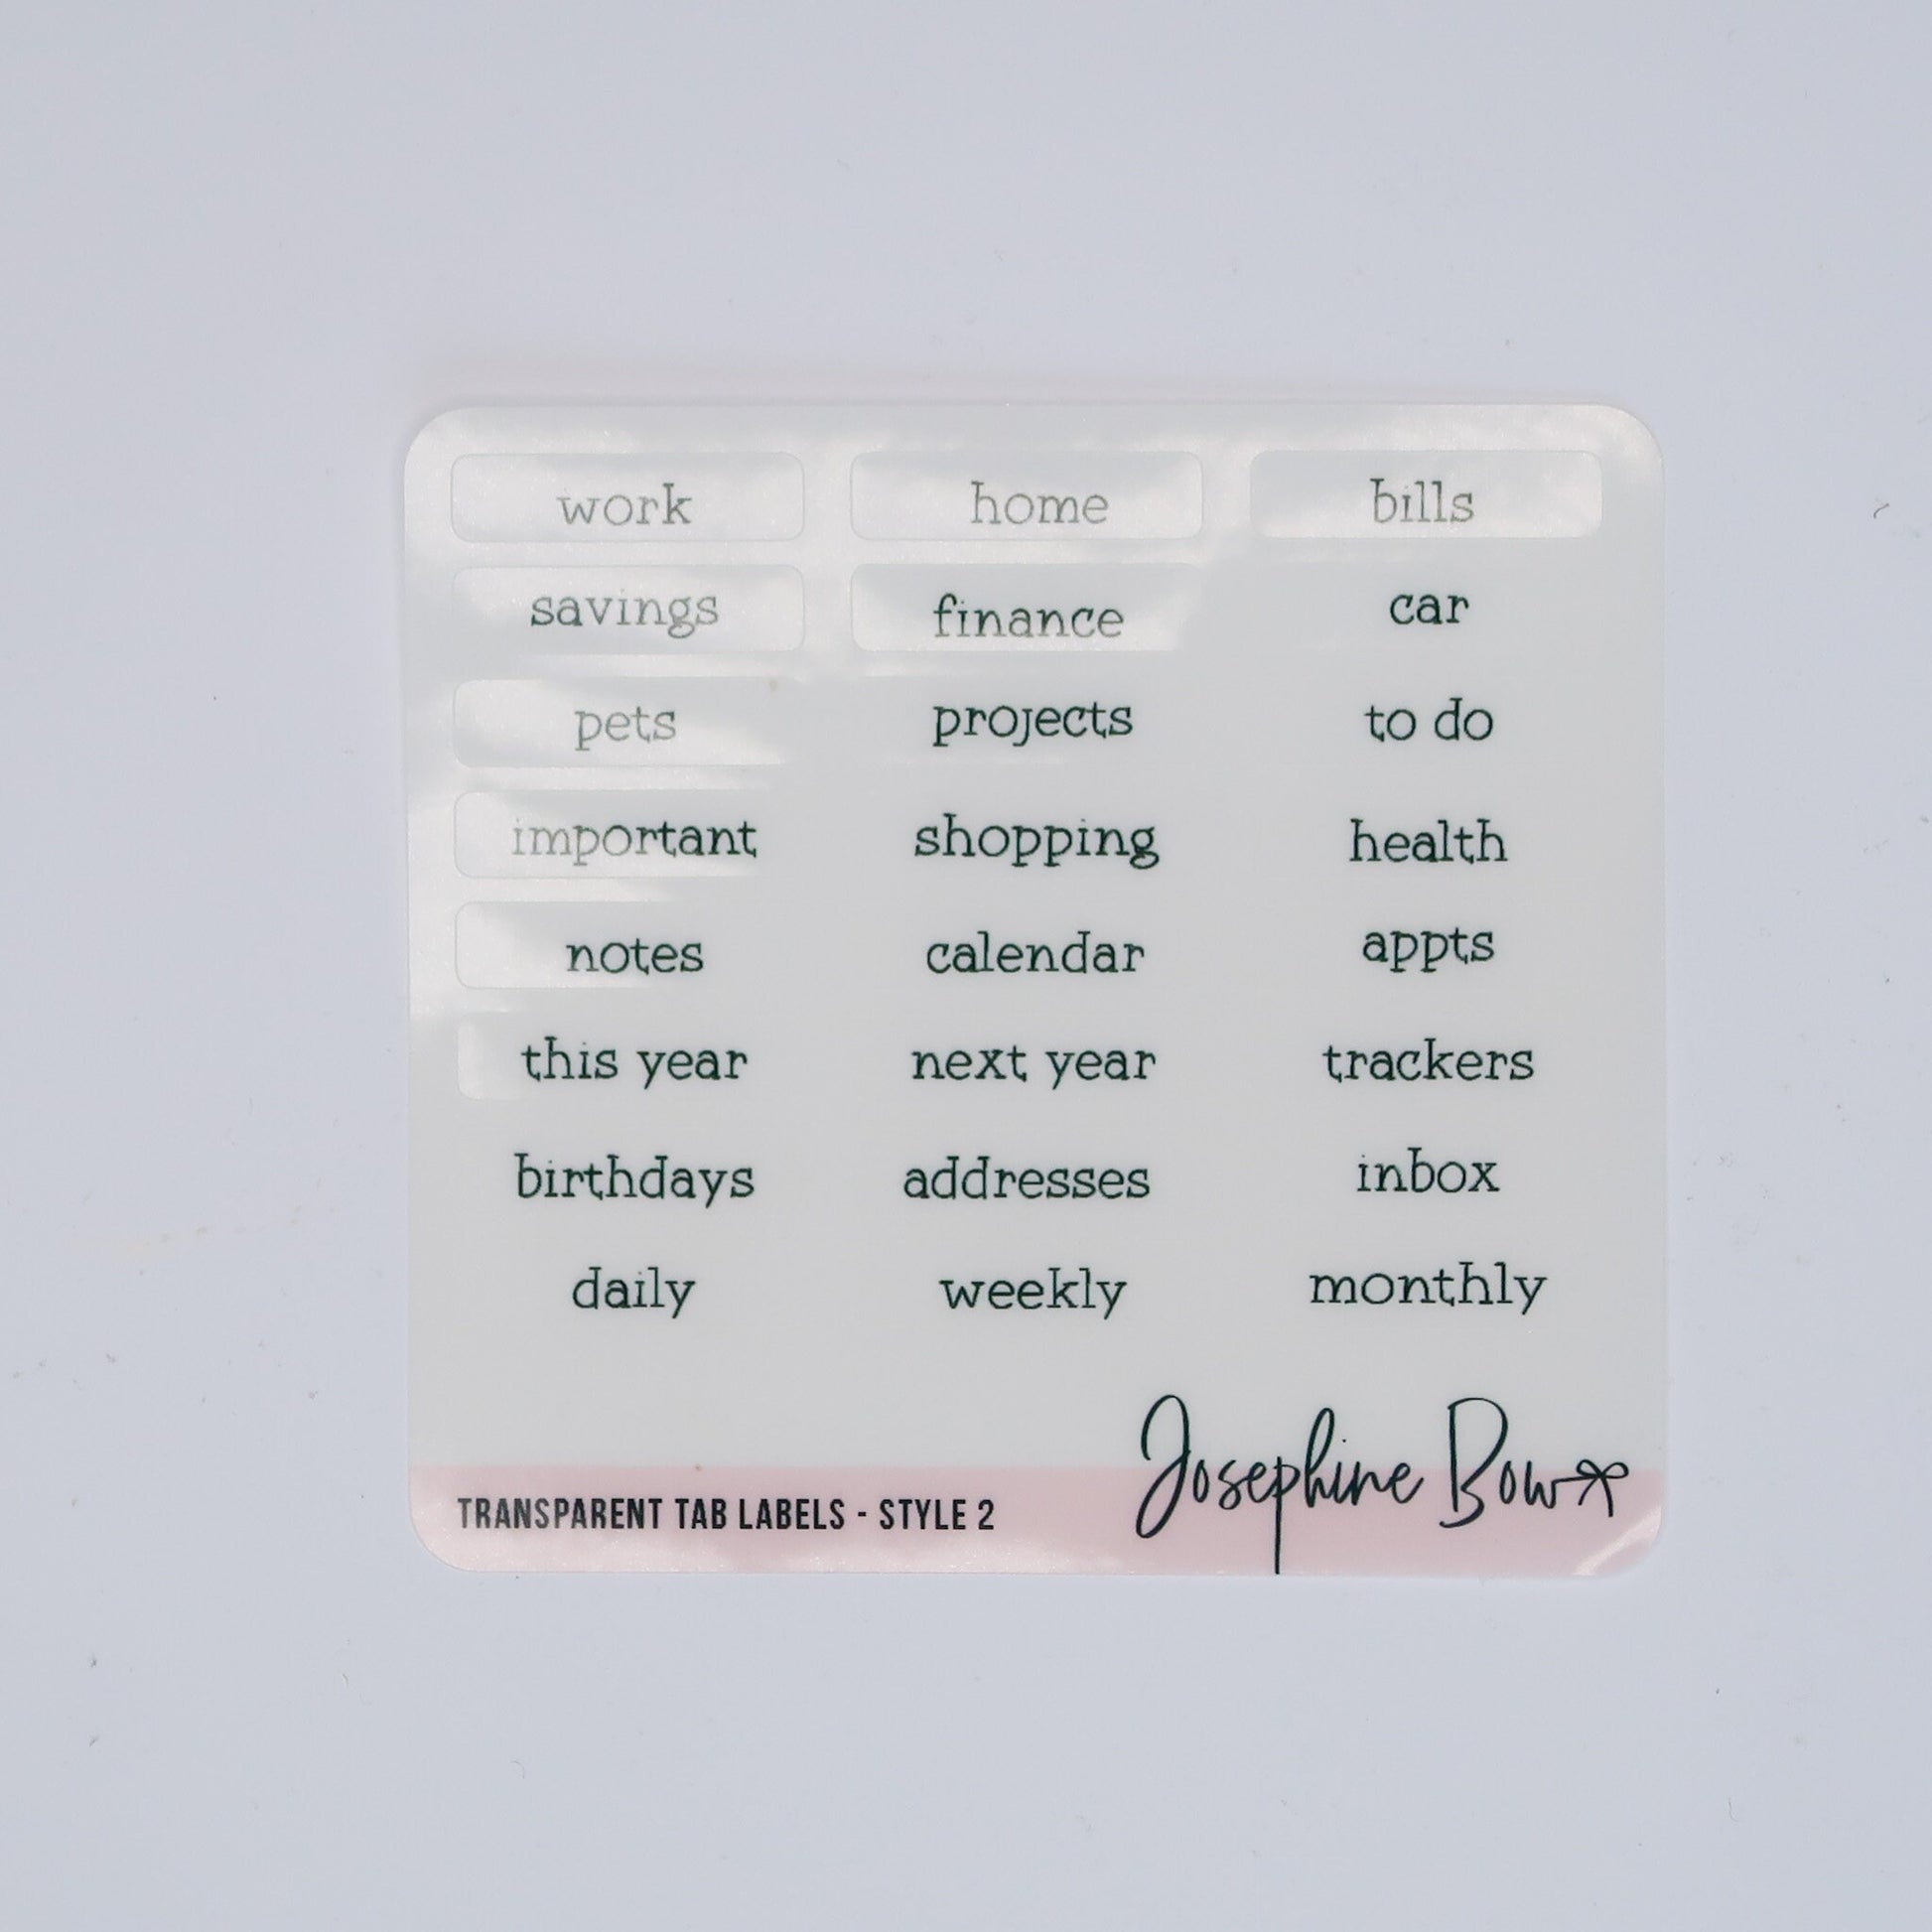 work home bills
savings finance car
pets projects to do
important shopping health
notes calendar appts
this year next year trackers
birthdays addresses inbox
daily weekly monthly
TRANSPARENT TAB LABELS - STYLE 2 Josephine Bow